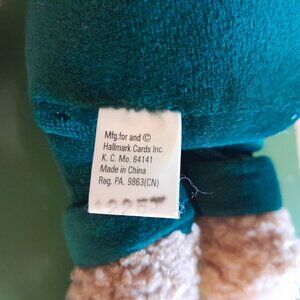 Mfg.for and ©
Hallmark Cards Inc.
K. C. Mo. 64141
Made in China
Reg. PA. 9863(CN)